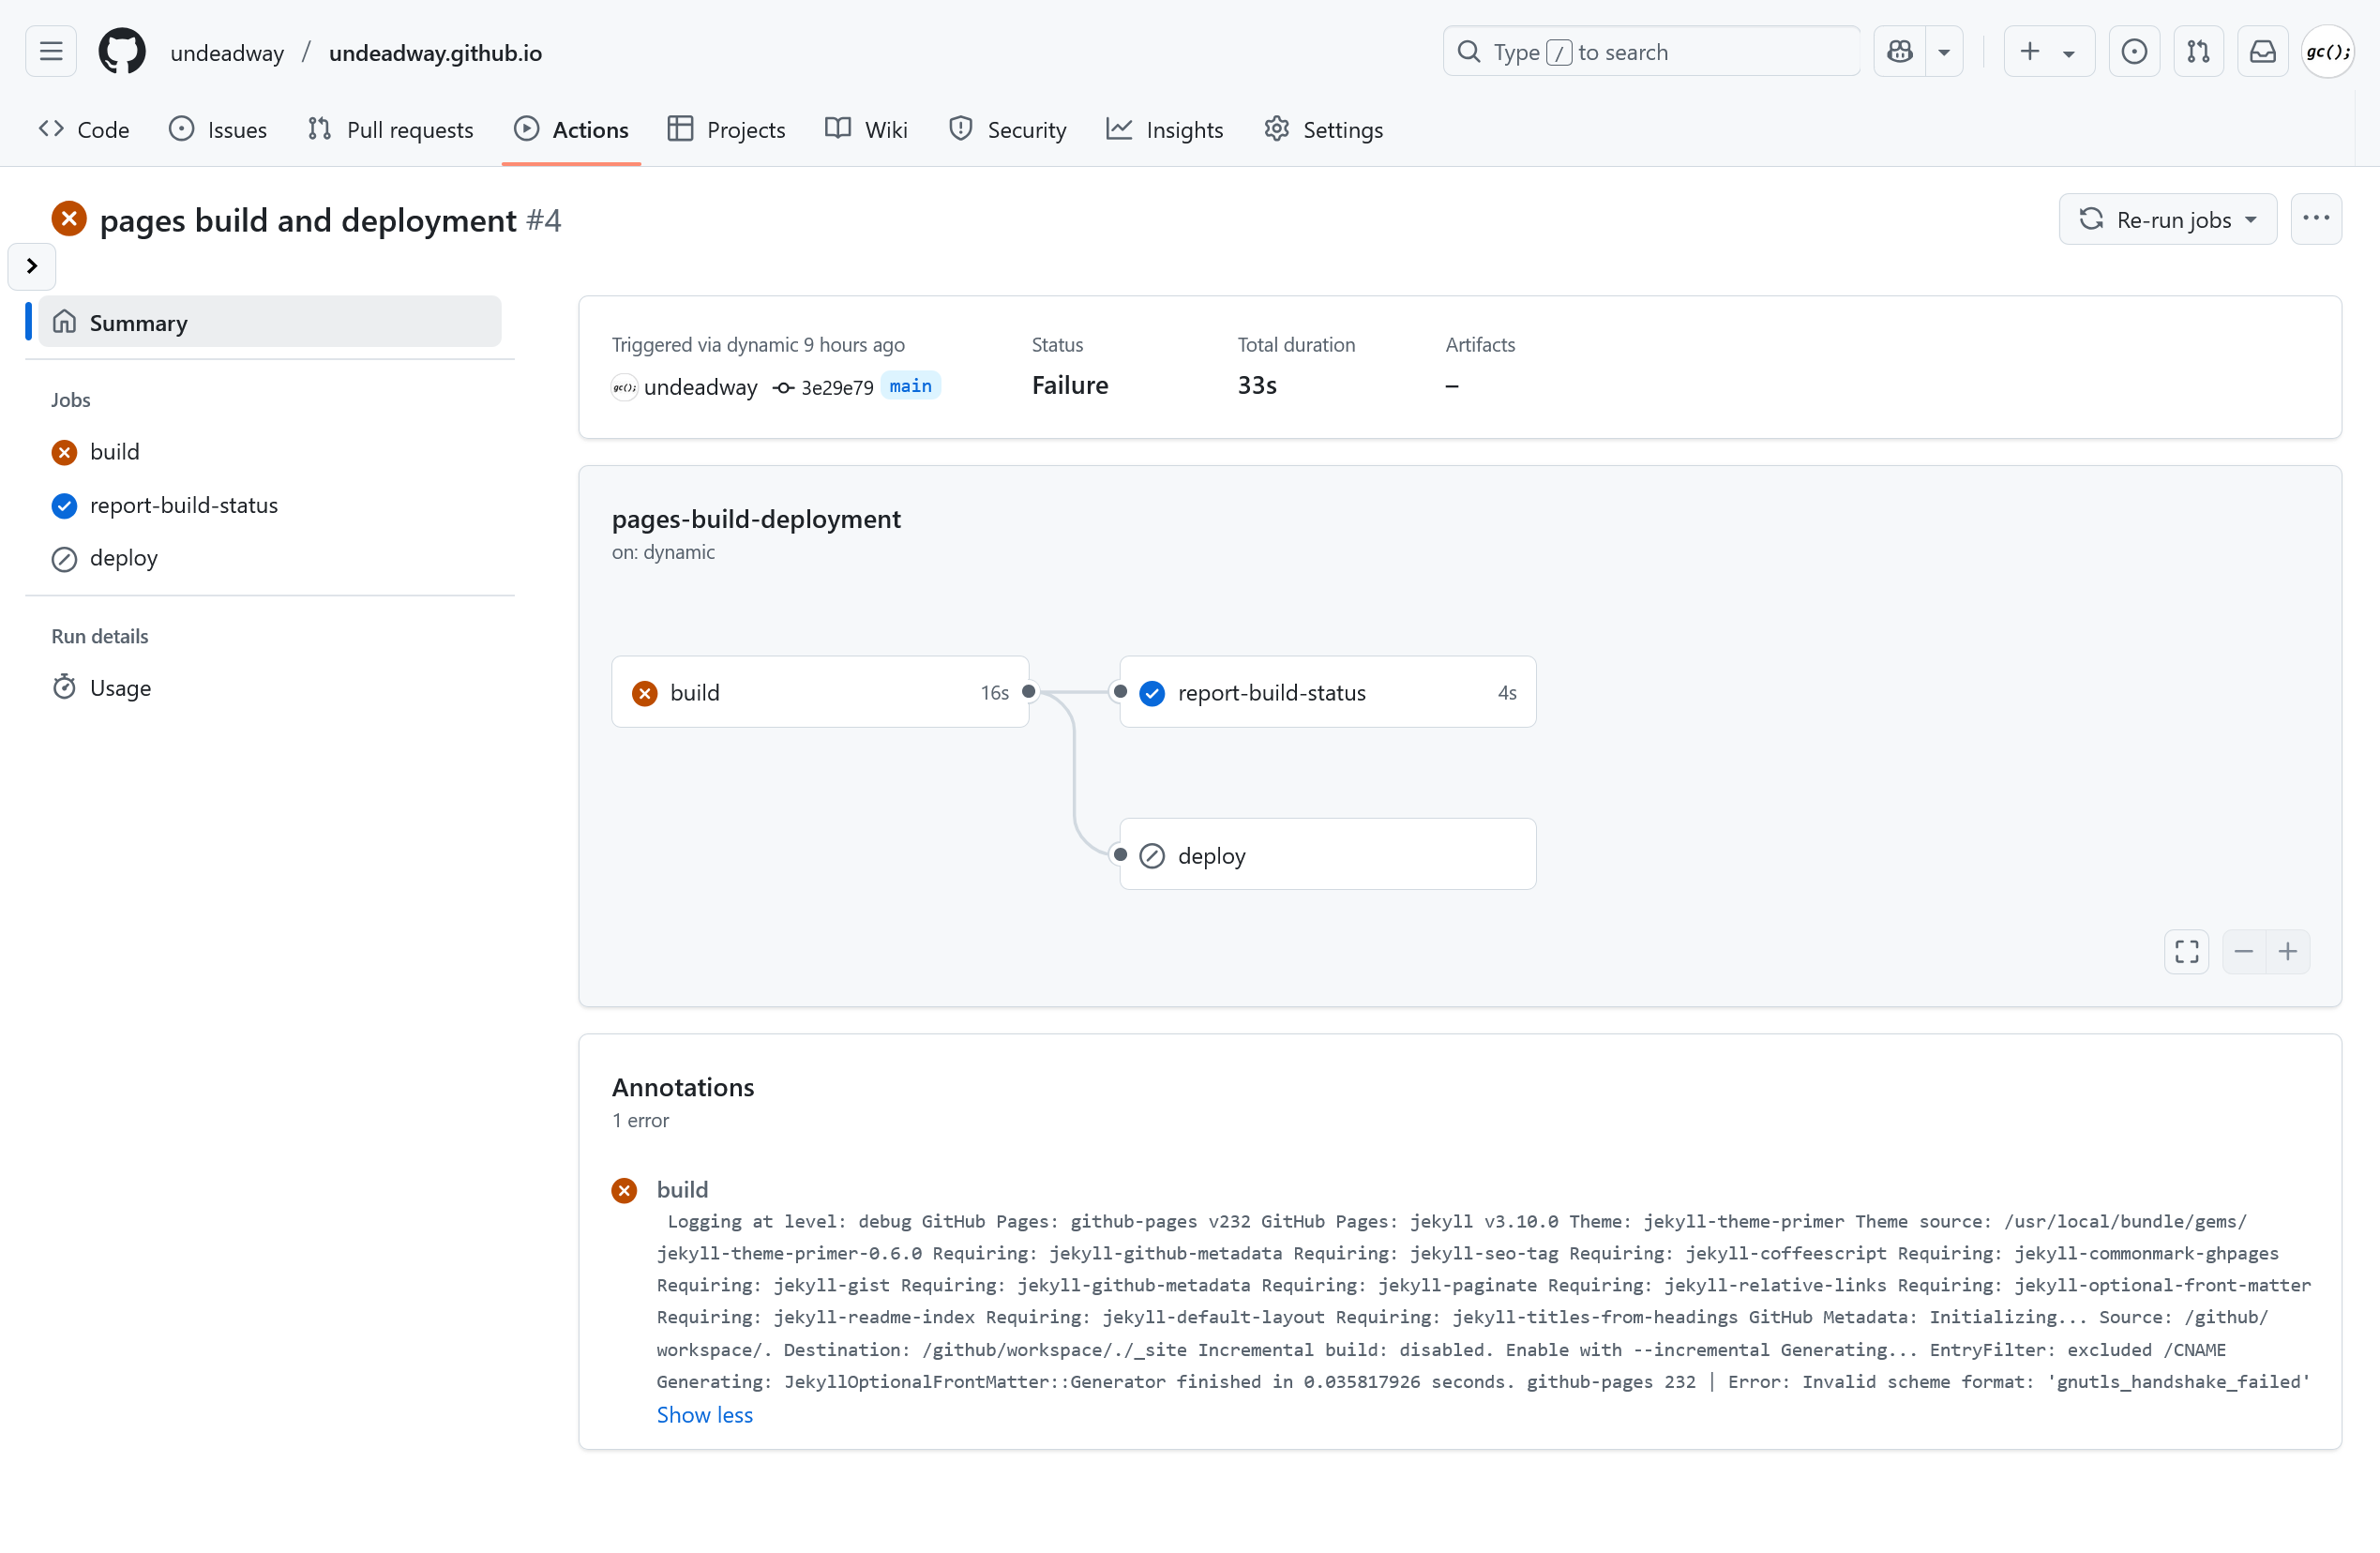 undeadway / undeadway.github.io
Type / to search
gc();
Code
Issues
Pull requests
Actions
Projects
Wiki
Security
Insights
Settings
pages build and deployment #4
Re-run jobs
Summary
Jobs
build
report-build-status
deploy
Run details
Usage
Triggered via dynamic 9 hours ago
gc(); undeadway 3e29e79 main
Status
Failure
Total duration
33s
Artifacts
–
pages-build-deployment
on: dynamic
build 16s
report-build-status 4s
deploy
Annotations
1 error
build
Logging at level: debug GitHub Pages: github-pages v232 GitHub Pages: jekyll v3.10.0 Theme: jekyll-theme-primer Theme source: /usr/local/bundle/gems/
jekyll-theme-primer-0.6.0 Requiring: jekyll-github-metadata Requiring: jekyll-seo-tag Requiring: jekyll-coffeescript Requiring: jekyll-commonmark-ghpages
Requiring: jekyll-gist Requiring: jekyll-github-metadata Requiring: jekyll-paginate Requiring: jekyll-relative-links Requiring: jekyll-optional-front-matter
Requiring: jekyll-readme-index Requiring: jekyll-default-layout Requiring: jekyll-titles-from-headings GitHub Metadata: Initializing... Source: /github/
workspace/. Destination: /github/workspace/./_site Incremental build: disabled. Enable with --incremental Generating... EntryFilter: excluded /CNAME
Generating: JekyllOptionalFrontMatter::Generator finished in 0.035817926 seconds. github-pages 232 | Error: Invalid scheme format: 'gnutls_handshake_failed'
Show less